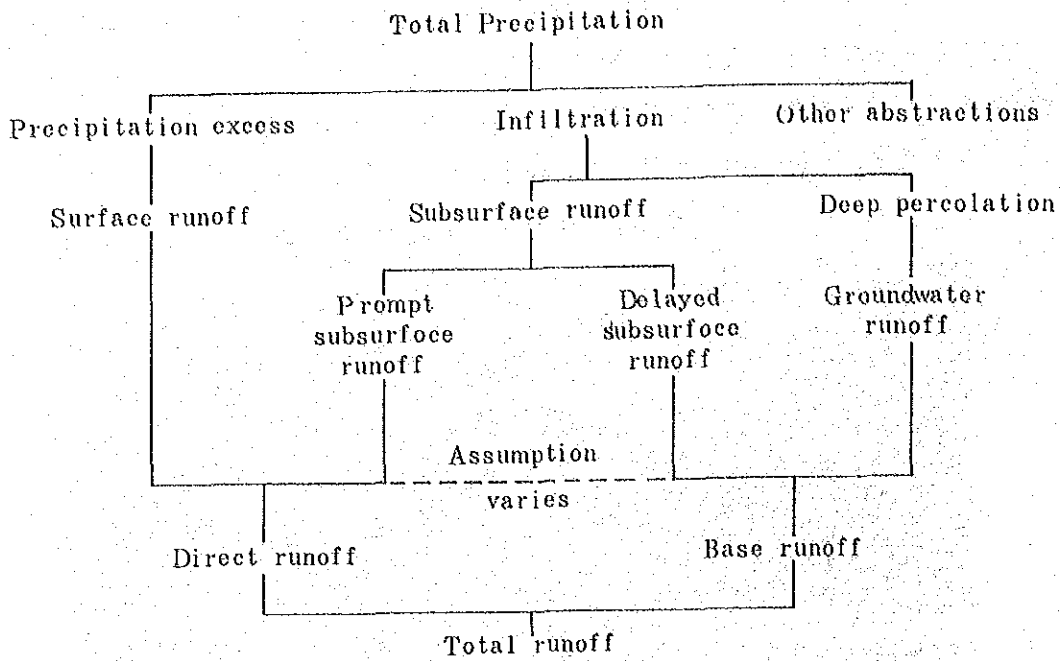 Total Precipitation
Precipitation excess
Infiltration
Other abstractions
Surface runoff
Subsurface runoff
Deep percolation
Prompt
subsurfoce
runoff
Delayed
subsurfoce
runoff
Groundwater
runoff
Assumption
varies
Direct runoff
Base runoff
Total runoff